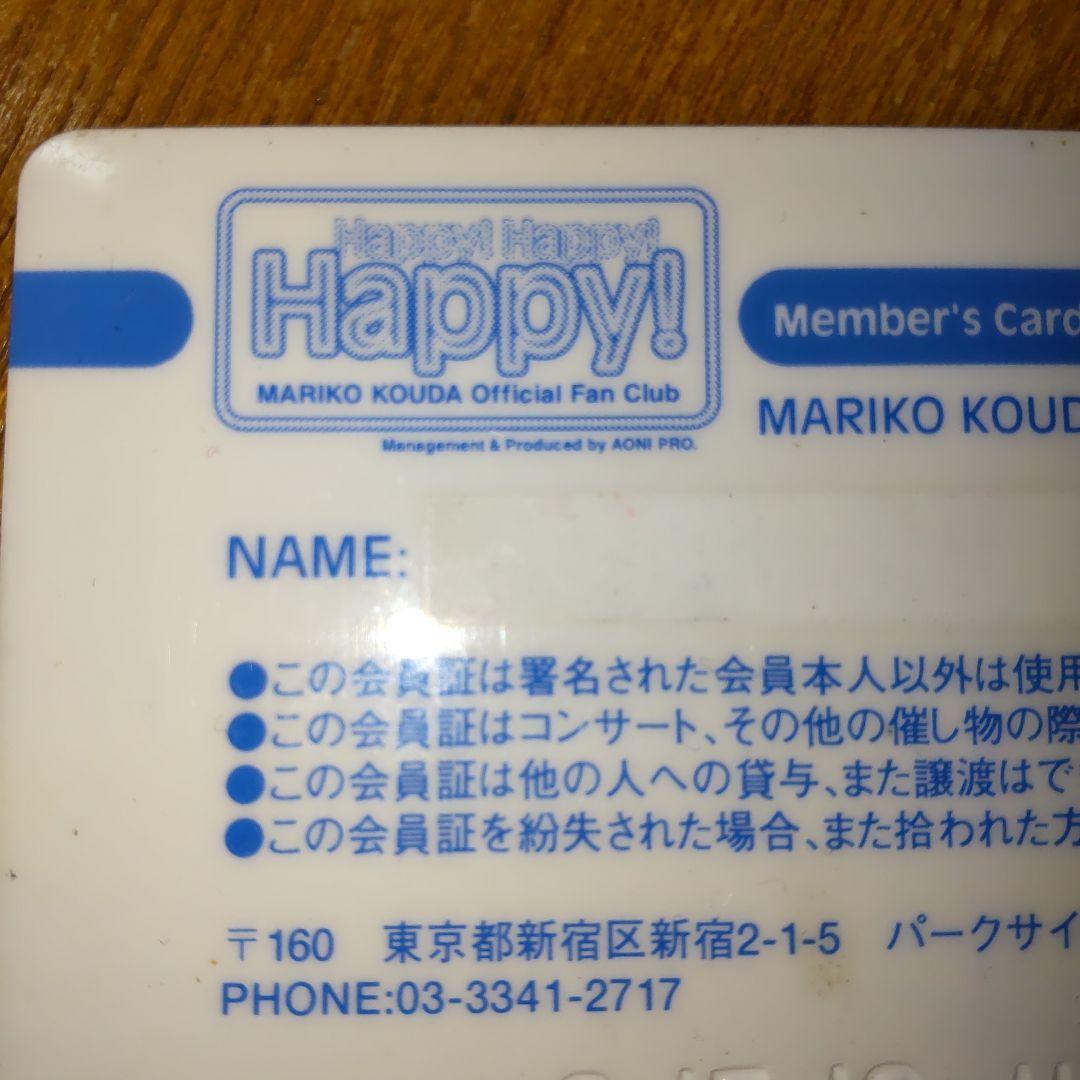 Happy! Happy!
Happy!
MARIKO KOUDA Official Fan Club
Management & Produced by AONI PRO.
Member's Card
MARIKO KOUD
NAME:
●この会員証は署名された会員本人以外は使用
●この会員証はコンサート、その他の催し物の際
●この会員証は他の人への貸与、また譲渡はでき
●この会員証を紛失された場合、また拾われた方
〒160 東京都新宿区新宿2-1-5 パークサイ
PHONE:03-3341-2717